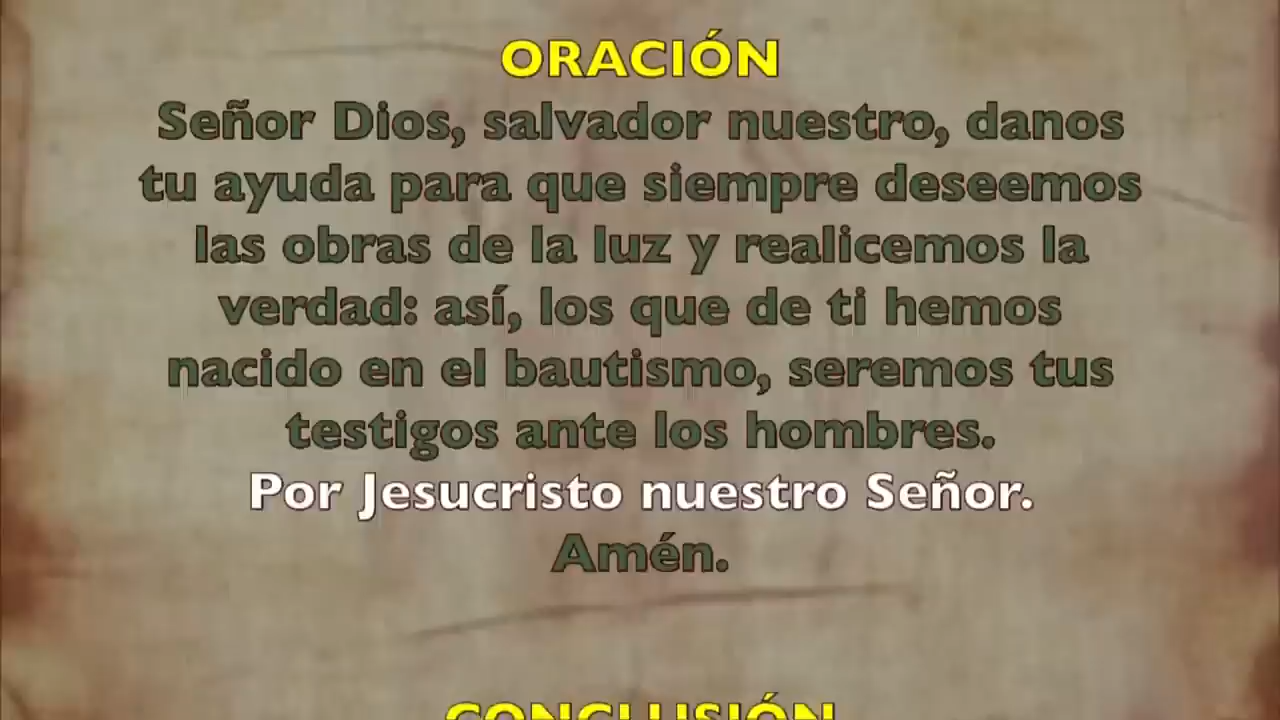 ORACIÓN
Señor Dios, salvador nuestro, danos
tu ayuda para que siempre deseemos
las obras de la luz y realicemos la
verdad: así, los que de ti hemos
nacido en el bautismo, seremos tus
testigos ante los hombres.
Por Jesucristo nuestro Señor.
Amén.
CONCLUSIÓN